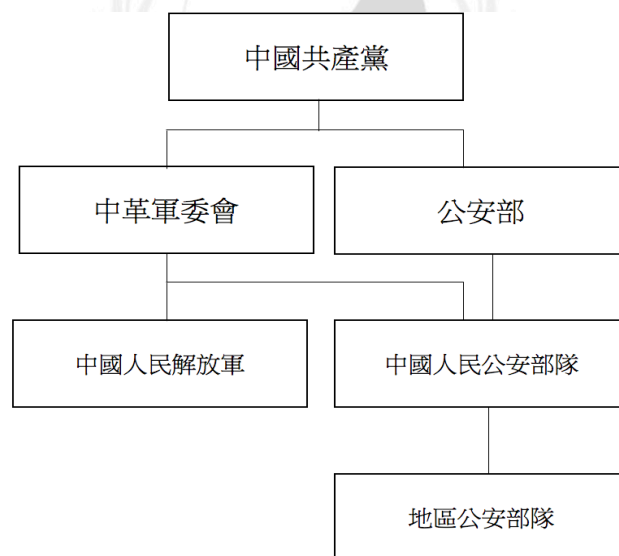 中國共產黨
中革軍委會
公安部
中國人民解放軍
中國人民公安部隊
地區公安部隊